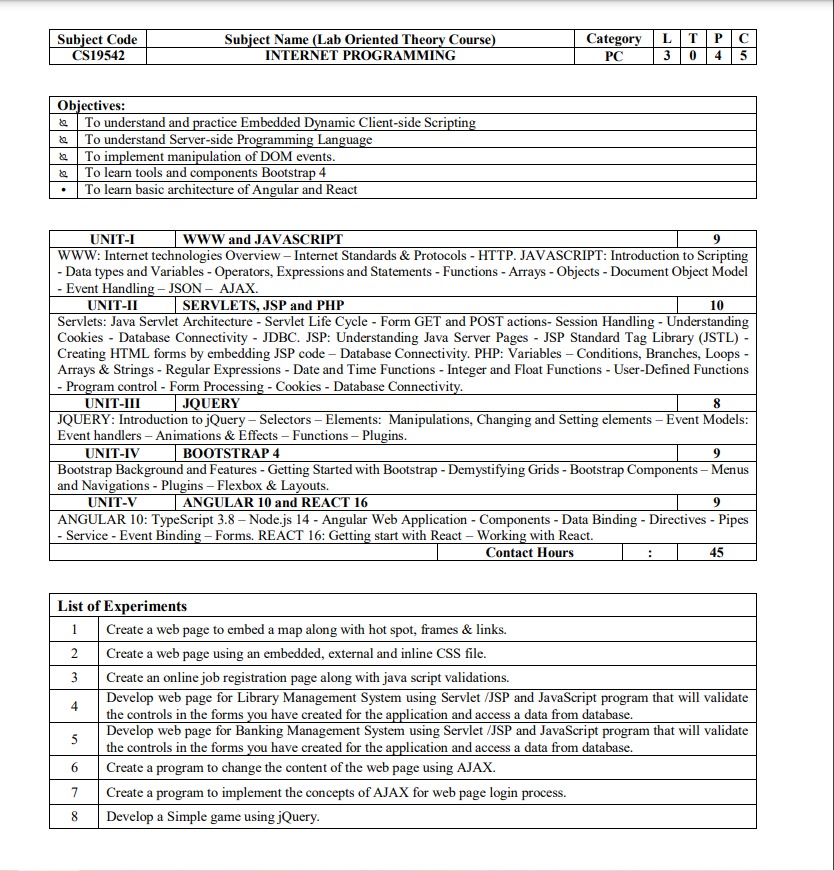 Subject Code Subject Name (Lab Oriented Theory Course) Category L T P C
CS19542 INTERNET PROGRAMMING PC 3 0 4 5
Objectives:
To understand and practice Embedded Dynamic Client-side Scripting
To understand Server-side Programming Language
To implement manipulation of DOM events.
To learn tools and components Bootstrap 4
• To learn basic architecture of Angular and React
UNIT-I WWW and JAVASCRIPT 9
WWW: Internet technologies Overview – Internet Standards & Protocols - HTTP. JAVASCRIPT: Introduction to Scripting
- Data types and Variables - Operators, Expressions and Statements - Functions - Arrays - Objects - Document Object Model
- Event Handling – JSON – AJAX.
UNIT-II SERVLETS, JSP and PHP 10
Servlets: Java Servlet Architecture - Servlet Life Cycle - Form GET and POST actions- Session Handling - Understanding
Cookies - Database Connectivity - JDBC. JSP: Understanding Java Server Pages - JSP Standard Tag Library (JSTL) -
Creating HTML forms by embedding JSP code – Database Connectivity. PHP: Variables – Conditions, Branches, Loops -
Arrays & Strings - Regular Expressions - Date and Time Functions - Integer and Float Functions - User-Defined Functions
- Program control - Form Processing - Cookies - Database Connectivity.
UNIT-III JQUERY 8
JQUERY: Introduction to jQuery – Selectors – Elements: Manipulations, Changing and Setting elements – Event Models:
Event handlers – Animations & Effects – Functions – Plugins.
UNIT-IV BOOTSTRAP 4 9
Bootstrap Background and Features - Getting Started with Bootstrap - Demystifying Grids - Bootstrap Components – Menus
and Navigations - Plugins – Flexbox & Layouts.
UNIT-V ANGULAR 10 and REACT 16 9
ANGULAR 10: TypeScript 3.8 – Node.js 14 - Angular Web Application - Components - Data Binding - Directives - Pipes
- Service - Event Binding – Forms. REACT 16: Getting start with React – Working with React.
Contact Hours : 45
List of Experiments
1 Create a web page to embed a map along with hot spot, frames & links.
2 Create a web page using an embedded, external and inline CSS file.
3 Create an online job registration page along with java script validations.
4 Develop web page for Library Management System using Servlet /JSP and JavaScript program that will validate
the controls in the forms you have created for the application and access a data from database.
5 Develop web page for Banking Management System using Servlet /JSP and JavaScript program that will validate
the controls in the forms you have created for the application and access a data from database.
6 Create a program to change the content of the web page using AJAX.
7 Create a program to implement the concepts of AJAX for web page login process.
8 Develop a Simple game using jQuery.